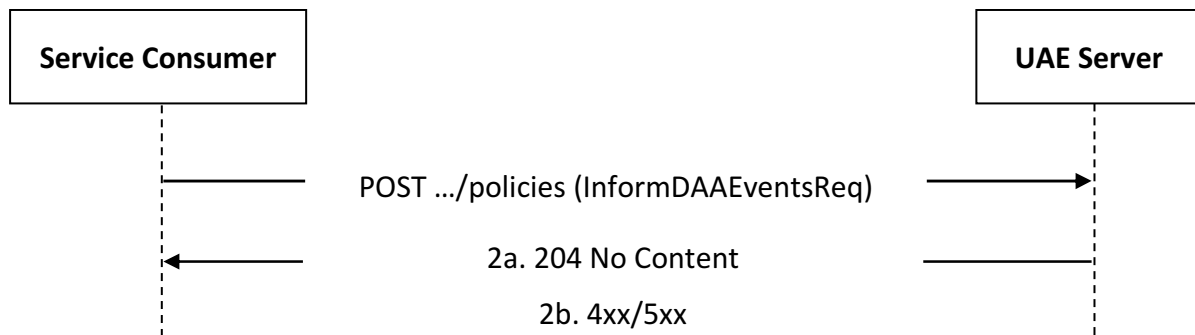 Service Consumer
UAE Server
POST …/policies (InformDAAEventsReq)
2a. 204 No Content
2b. 4xx/5xx